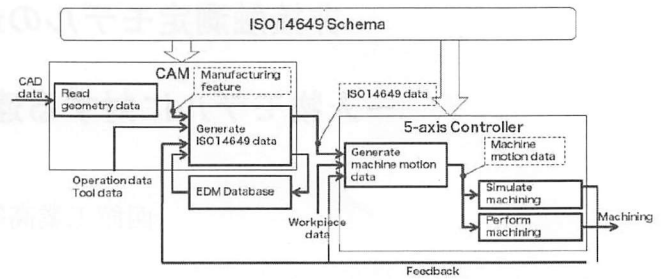 ISO14649 Schema
CAM
CAD
data
Read
geometry data
Manufacturing
feature
ISO14649 data
Generate
ISO14649 data
5-axis Controller
Generate
machine motion
data
Machine
motion data
Operation data
Tool data
EDM Database
Simulate
machining
Workpiece
data
Perform
machining
Machining
Feedback